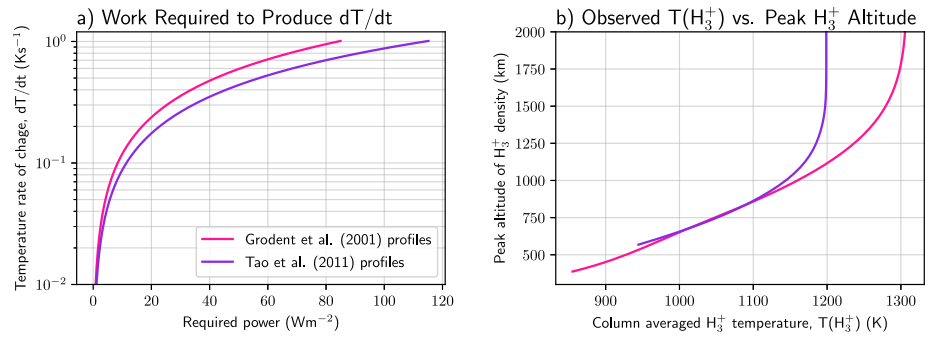 a) Work Required to Produce dT/dt
Temperature rate of chage, dT/dt (Ks⁻¹)
10⁰
10⁻¹
10⁻²
Grodent et al. (2001) profiles
Tao et al. (2011) profiles
0 20 40 60 80 100 120
Required power (Wm⁻²)
b) Observed T(H₃⁺) vs. Peak H₃⁺ Altitude
Peak altitude of H₃⁺ density (km)
2000
1750
1500
1250
1000
750
500
900 1000 1100 1200 1300
Column averaged H₃⁺ temperature, T(H₃⁺) (K)